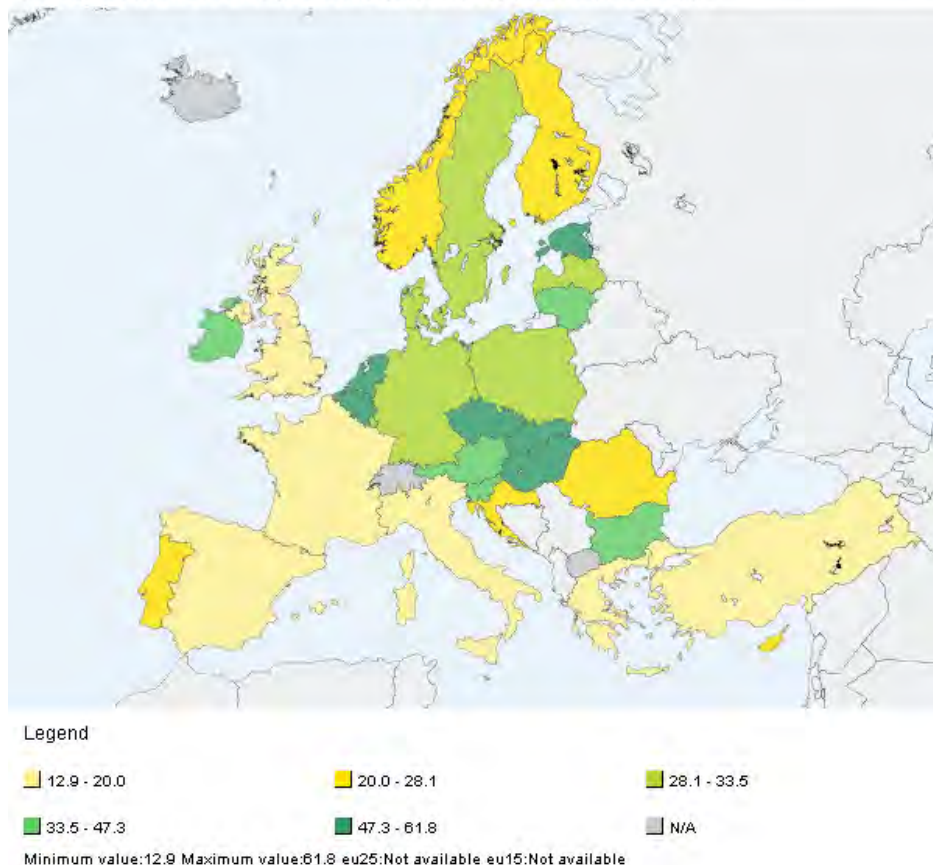 Legend
12.9 - 20.0
20.0 - 28.1
28.1 - 33.5
33.5 - 47.3
47.3 - 61.8
N/A
Minimum value:12.9 Maximum value:61.8 eu25:Not available eu15:Not available